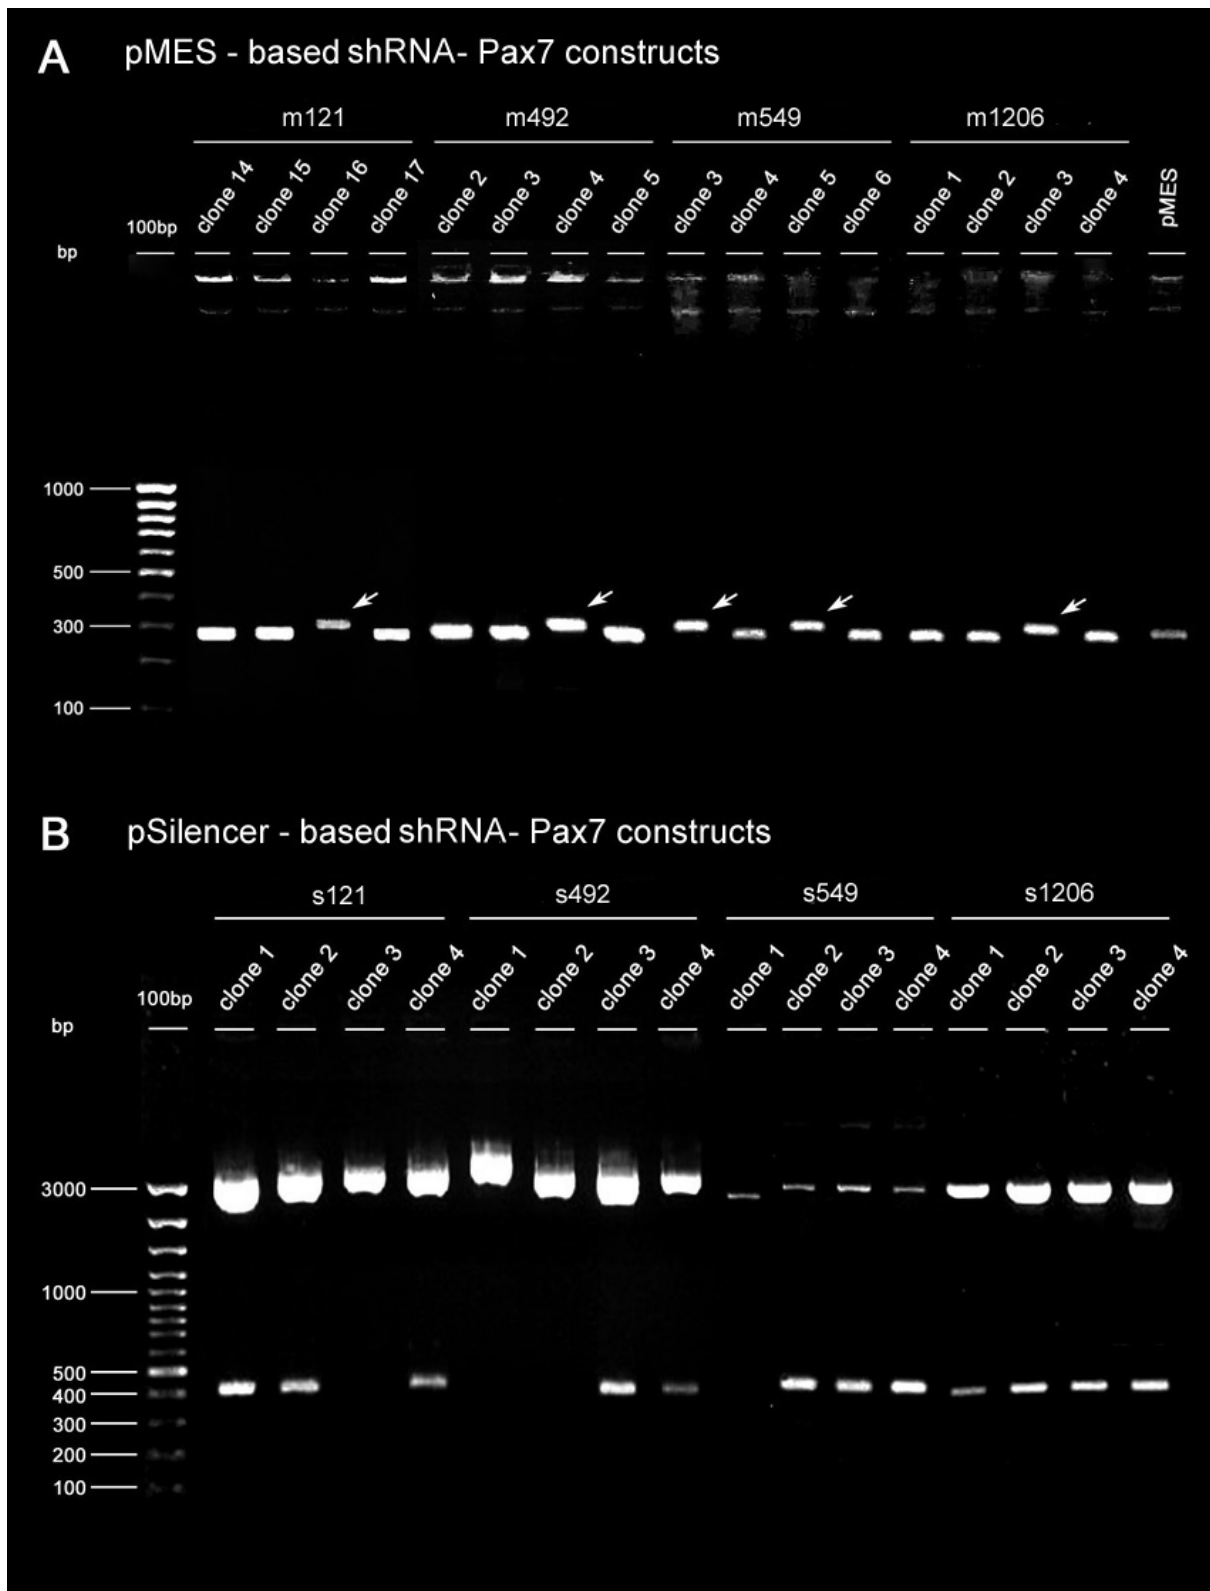 A pMES - based shRNA- Pax7 constructs
m121 m492 m549 m1206
clone 14 clone 15 clone 16 clone 17 clone 2 clone 3 clone 4 clone 5 clone 3 clone 4 clone 5 clone 6 clone 1 clone 2 clone 3 clone 4 pMES
100bp
bp
1000
500
300
100
B pSilencer - based shRNA- Pax7 constructs
s121 s492 s549 s1206
clone 1 clone 2 clone 3 clone 4 clone 1 clone 2 clone 3 clone 4 clone 1 clone 2 clone 3 clone 4 clone 1 clone 2 clone 3 clone 4
100bp
bp
3000
1000
500
400
300
200
100